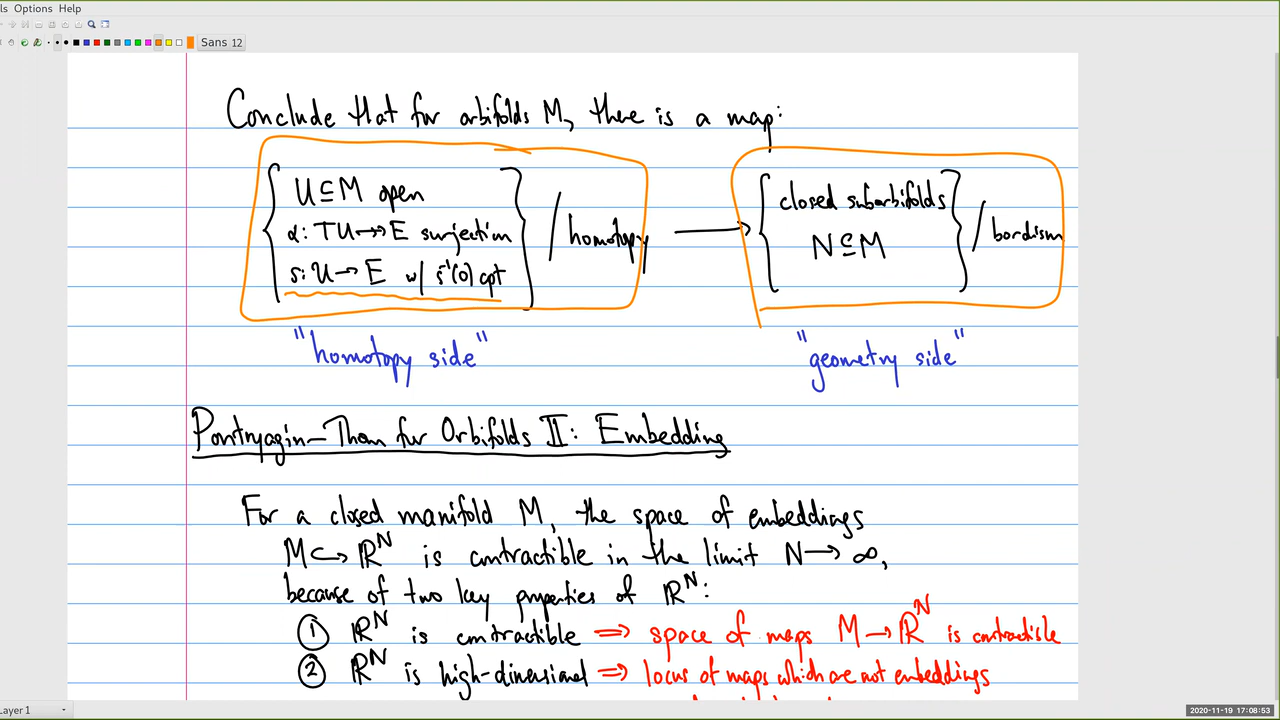 ls Options Help
Sans 12
Conclude that for orbifolds M, there is a map:
{ U ⊆ M open
α: TU ↠ E surjection
s: U → E w/ s⁻¹(0) cpt } / homotopy → { closed suborbifolds
N ⊆ M } / bordism
"homotopy side" "geometry side"
Pontryagin–Thom for Orbifolds II: Embedding
For a closed manifold M, the space of embeddings
M ↪ ℝᴺ is contractible in the limit N → ∞,
because of two key properties of ℝᴺ:
① ℝᴺ is contractible ⇒ space of maps M → ℝᴺ is contractible
② ℝᴺ is high-dimensional ⇒ locus of maps which are not embeddings
Layer 1
2020-11-19 17:08:53